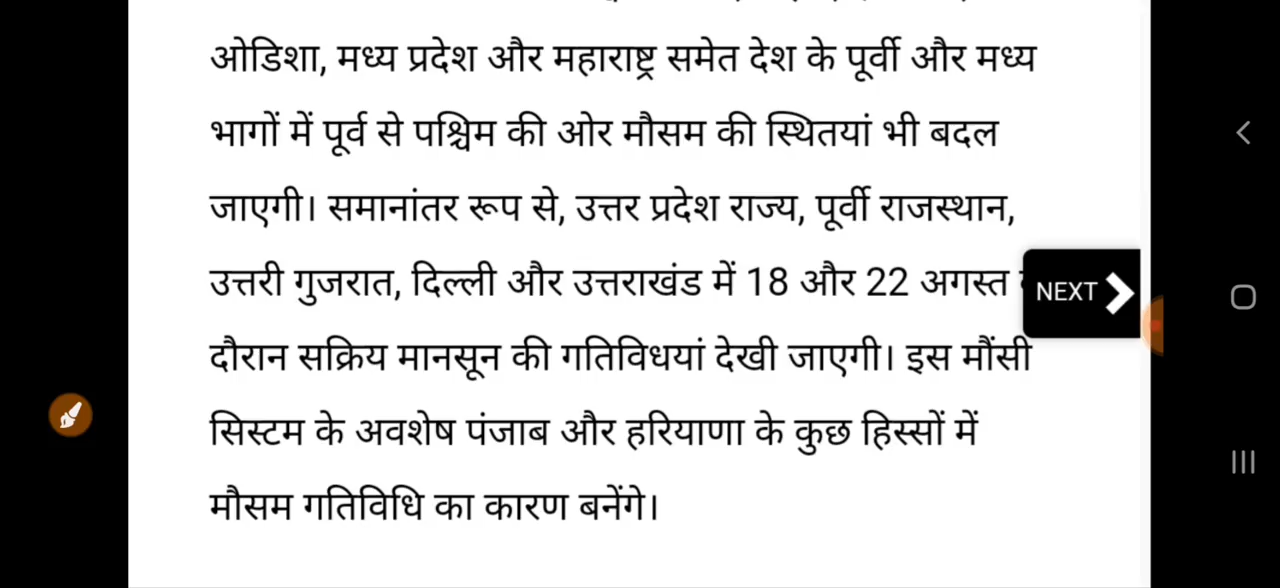 ओडिशा, मध्य प्रदेश और महाराष्ट्र समेत देश के पूर्वी और मध्य
भागों में पूर्व से पश्चिम की ओर मौसम की स्थितयां भी बदल
जाएगी। समानांतर रूप से, उत्तर प्रदेश राज्य, पूर्वी राजस्थान,
उत्तरी गुजरात, दिल्ली और उत्तराखंड में 18 और 22 अगस्त
NEXT
दौरान सक्रिय मानसून की गतिविधयां देखी जाएगी। इस मौंसी
सिस्टम के अवशेष पंजाब और हरियाणा के कुछ हिस्सों में
मौसम गतिविधि का कारण बनेंगे।